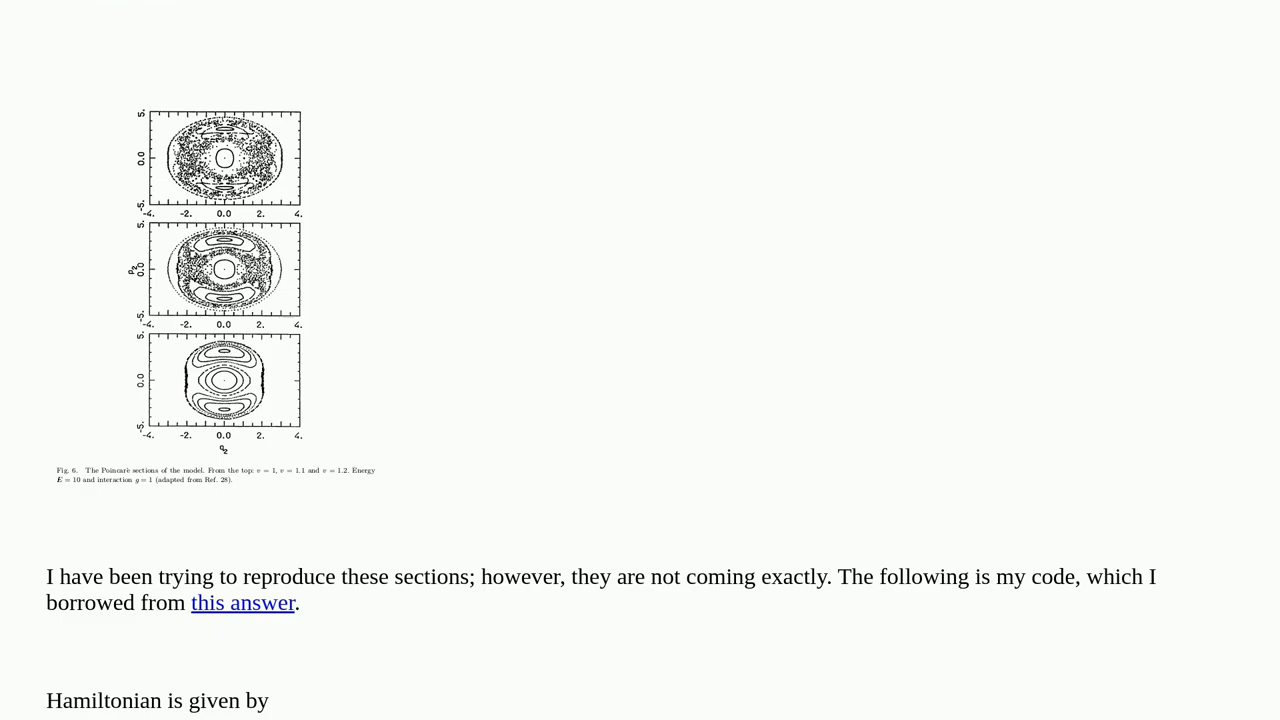 5.
0.0
-5.
-4. -2. 0.0 2. 4.
5.
P2
0.0
-5.
-4. -2. 0.0 2. 4.
5.
0.0
-5.
-4. -2. 0.0 2. 4.
q2
Fig. 6. The Poincarè sections of the model. From the top: v = 1, v = 1.1 and v = 1.2. Energy
E = 10 and interaction g = 1 (adapted from Ref. 28).
I have been trying to reproduce these sections; however, they are not coming exactly. The following is my code, which I
borrowed from this answer.
Hamiltonian is given by